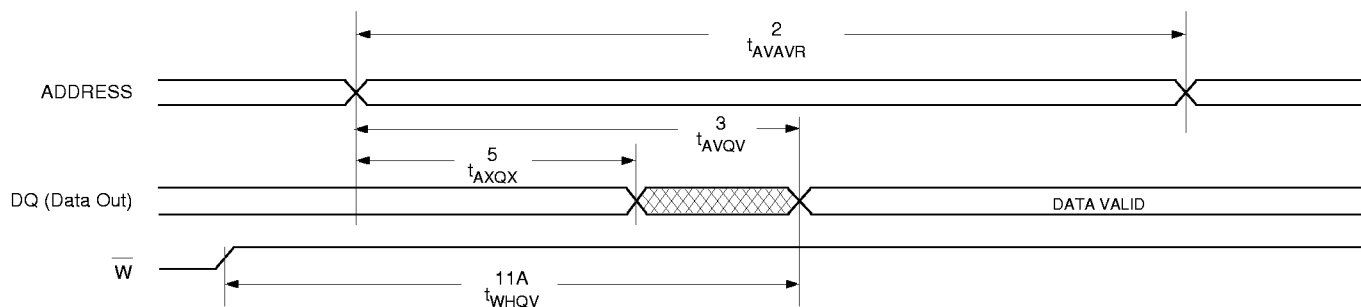 2
tAVAVR
ADDRESS
3
tAVQV
5
tAXQX
DQ (Data Out)
DATA VALID
W
11A
tWHQV